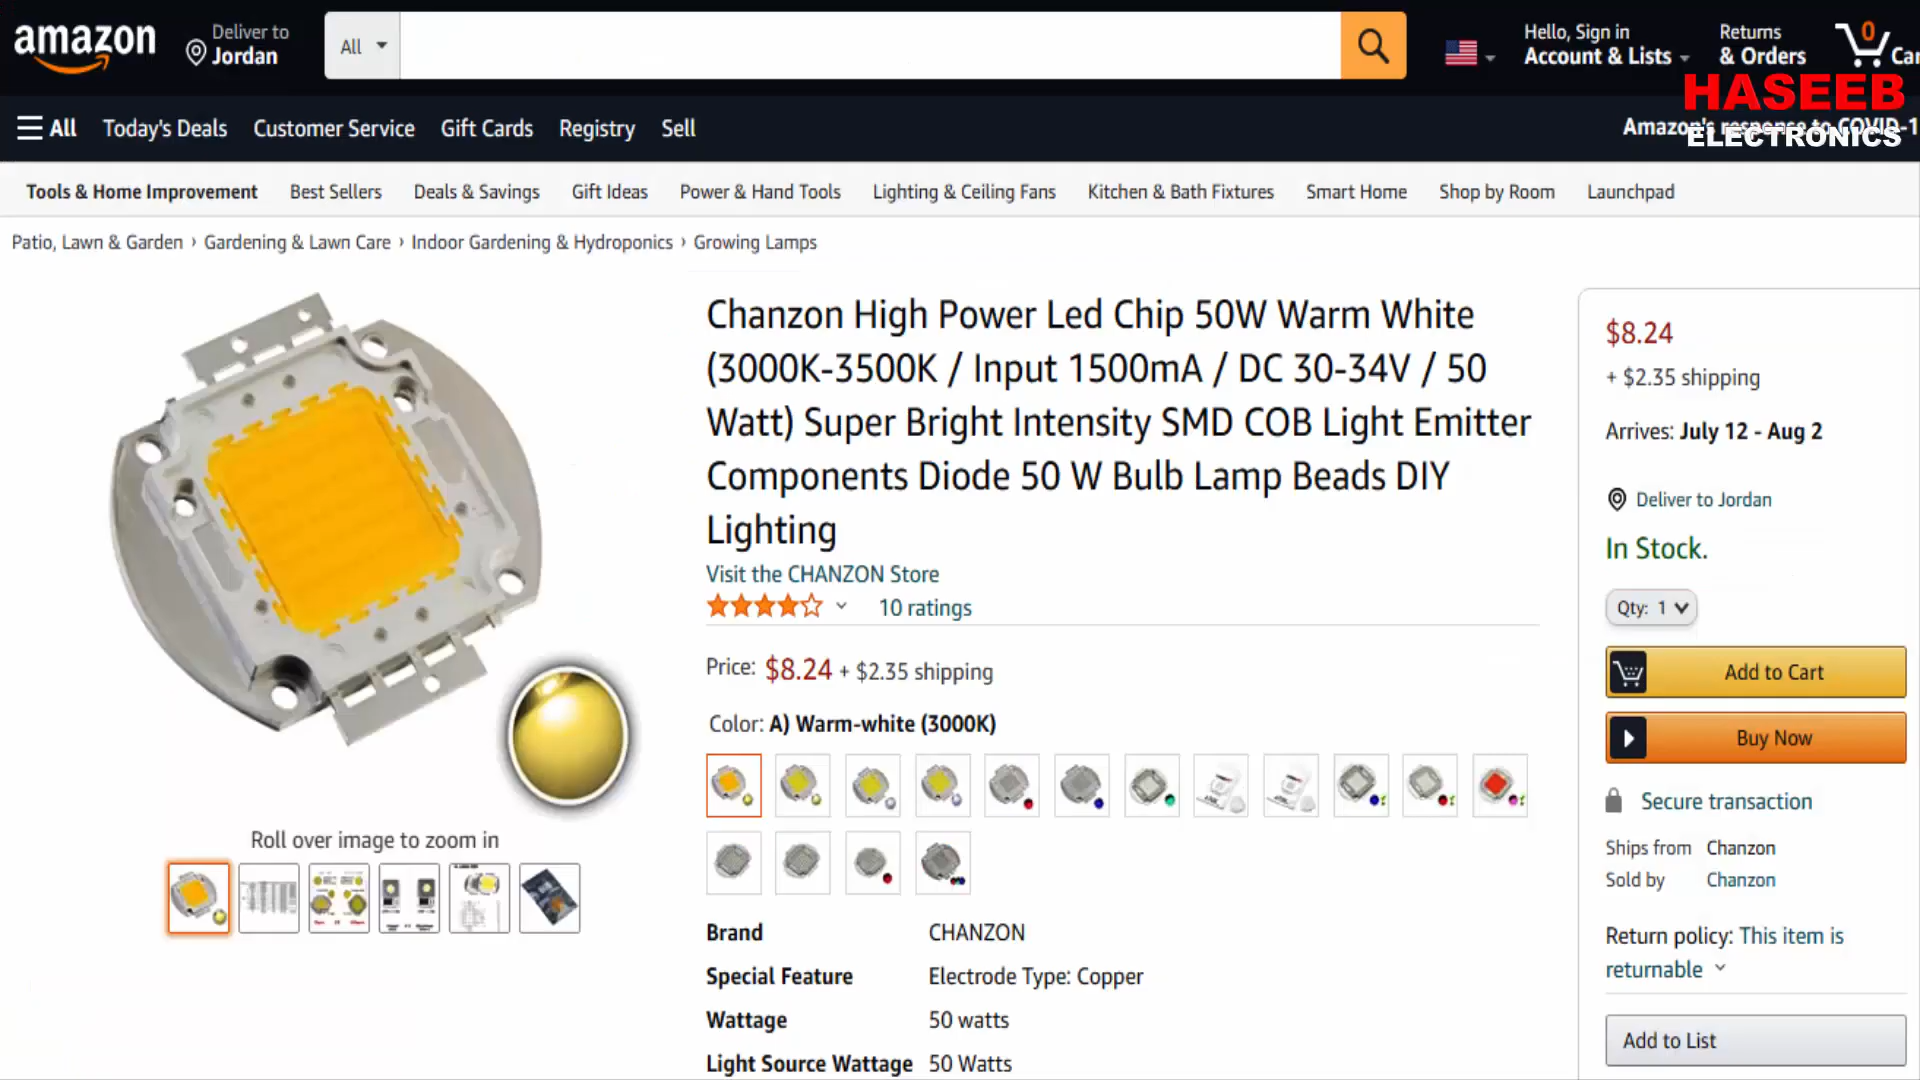 amazon
Deliver to
Jordan
All
Hello, Sign in
Account & Lists
Returns
& Orders
0
HASEEB
ELECTRONICS
All
Today's Deals
Customer Service
Gift Cards
Registry
Sell
Amazon's response to COVID-1
Tools & Home Improvement
Best Sellers
Deals & Savings
Gift Ideas
Power & Hand Tools
Lighting & Ceiling Fans
Kitchen & Bath Fixtures
Smart Home
Shop by Room
Launchpad
Patio, Lawn & Garden › Gardening & Lawn Care › Indoor Gardening & Hydroponics › Growing Lamps
Roll over image to zoom in
Chanzon High Power Led Chip 50W Warm White
(3000K-3500K / Input 1500mA / DC 30-34V / 50
Watt) Super Bright Intensity SMD COB Light Emitter
Components Diode 50 W Bulb Lamp Beads DIY
Lighting
Visit the CHANZON Store
10 ratings
Price: $8.24 + $2.35 shipping
Color: A) Warm-white (3000K)
Brand CHANZON
Special Feature Electrode Type: Copper
Wattage 50 watts
Light Source Wattage 50 Watts
$8.24
+ $2.35 shipping
Arrives: July 12 - Aug 2
Deliver to Jordan
In Stock.
Qty: 1
Add to Cart
Buy Now
Secure transaction
Ships from Chanzon
Sold by Chanzon
Return policy: This item is
returnable
Add to List